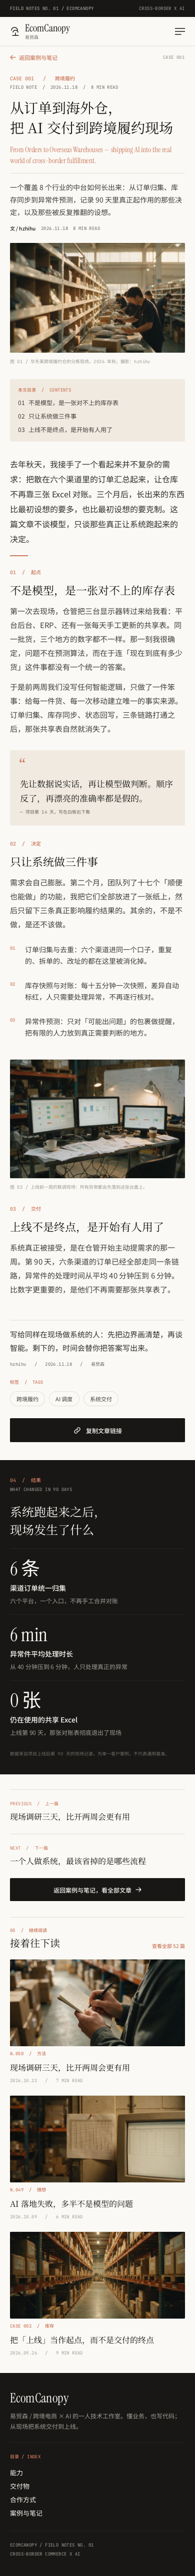 FIELD NOTES NO. 01 / ECOMCANOPY
CROSS-BORDER X AI
EcomCanopy
易贸森
← 返回案例与笔记
CASE 001
CASE 001 / 跨境履约
FIELD NOTE / 2026.11.18 / 8 MIN READ
从订单到海外仓，
把 AI 交付到跨境履约现场
From Orders to Overseas Warehouses — shipping AI into the real
world of cross-border fulfillment.
一个覆盖 8 个行业的中台如何长出来：从订单归集、库
存同步到异常件预测，记录 90 天里真正起作用的那些决
定，以及那些被反复推翻的设想。
文 / hzhihu 2026.11.18 8 MIN READ
本文目录 / CONTENTS
01 不是模型，是一张对不上的库存表
02 只让系统做三件事
03 上线不是终点，是开始有人用了
去年秋天，我接手了一个看起来并不复杂的需
求：把散在六个渠道里的订单汇总起来，让仓库
不再靠三张 Excel 对账。三个月后，长出来的东西
比最初设想的要多，也比最初设想的要克制。这
篇文章不谈模型，只谈那些真正让系统跑起来的
决定。
01 / 起点
不是模型，是一张对不上的库存表
第一次去现场，仓管把三台显示器转过来给我看：平
台后台、ERP、还有一张每天手工更新的共享表。同
一批货，三个地方的数字都不一样。那一刻我很确
定，问题不在预测算法，而在于连「现在到底有多少
货」这件事都没有一个统一的答案。
于是前两周我们没写任何智能逻辑，只做了一件笨
事：给每一件货、每一次移动建立唯一的事实来源。
订单归集、库存同步、状态回写，三条链路打通之
后，那张共享表自然就消失了。
“
先让数据说实话，再让模型做判断。顺序
反了，再漂亮的准确率都是假的。
02 / 决定
只让系统做三件事
需求会自己膨胀。第二个月，团队列了十七个「顺便
也能做」的功能，我把它们全部放进了一张纸上，然
后只留下三条真正影响履约结果的。其余的，不是不
做，是还不该做。
01 订单归集与去重：六个渠道进同一个口子，重复
的、拆单的、改址的都在这里被消化掉。
02 库存快照与对账：每十五分钟一次快照，差异自动
标红，人只需要处理异常，不再逐行核对。
03 异常件预测：只对「可能出问题」的包裹做提醒，
把有限的人力放到真正需要判断的地方。
03 / 交付
上线不是终点，是开始有人用了
系统真正被接受，是在仓管开始主动提需求的那一
周。第 90 天，六条渠道的订单已经全部走同一条链
路，异常件的处理时间从平均 40 分钟压到 6 分钟。
比数字更重要的，是他们不再需要那张共享表了。
写给同样在现场做系统的人：先把边界画清楚，再谈
智能。剩下的，时间会替你把答案写出来。
hzhihu / 2026.11.18 / 易贸森
标签 / TAGS
跨境履约
AI 调度
系统交付
复制文章链接
04 / 结果
WHAT CHANGED IN 90 DAYS
系统跑起来之后，
现场发生了什么
6 条
渠道订单统一归集
六个平台，一个入口，不再手工合并对账
6 min
异常件平均处理时长
从 40 分钟压到 6 分钟，人只处理真正的异常
0 张
仍在使用的共享 Excel
上线第 90 天，那张对账表彻底退出了现场
PREVIOUS / 上一篇
现场调研三天，比开两周会更有用
NEXT / 下一篇
一个人做系统，最该省掉的是哪些流程
返回案例与笔记，看全部文章 →
05 / 继续阅读
接着往下读
查看全部 52 篇
N.050 / 方法
现场调研三天，比开两周会更有用
2026.10.22 / 7 MIN READ
N.049 / 随想
AI 落地失败，多半不是模型的问题
2026.10.09 / 6 MIN READ
CASE 002 / 库存
把「上线」当作起点，而不是交付的终点
2026.09.26 / 9 MIN READ
EcomCanopy
易贸森 / 跨境电商 × AI 的一人技术工作室。懂业务，也写代码；
从现场把系统交付到线上。
目录 / INDEX
能力
交付物
合作方式
案例与笔记
ECOMCANOPY / FIELD NOTES NO. 01
CROSS-BORDER COMMERCE X AI